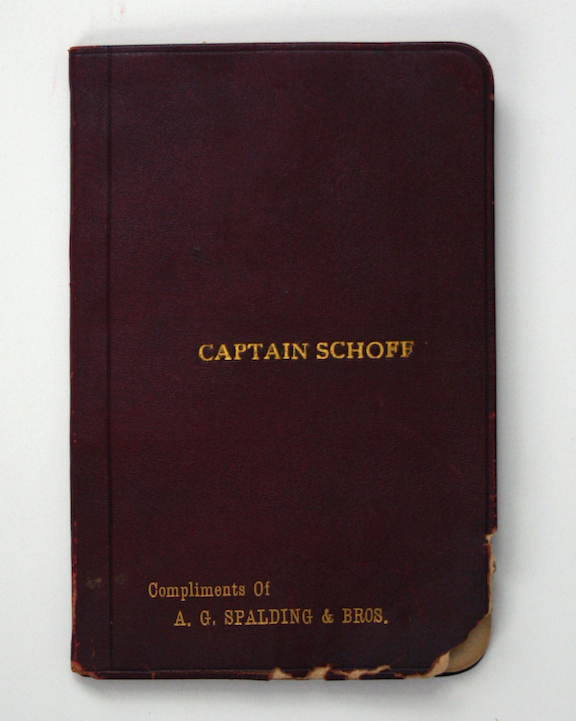 CAPTAIN SCHOFF
Compliments Of
A. G. SPALDING & BROS.